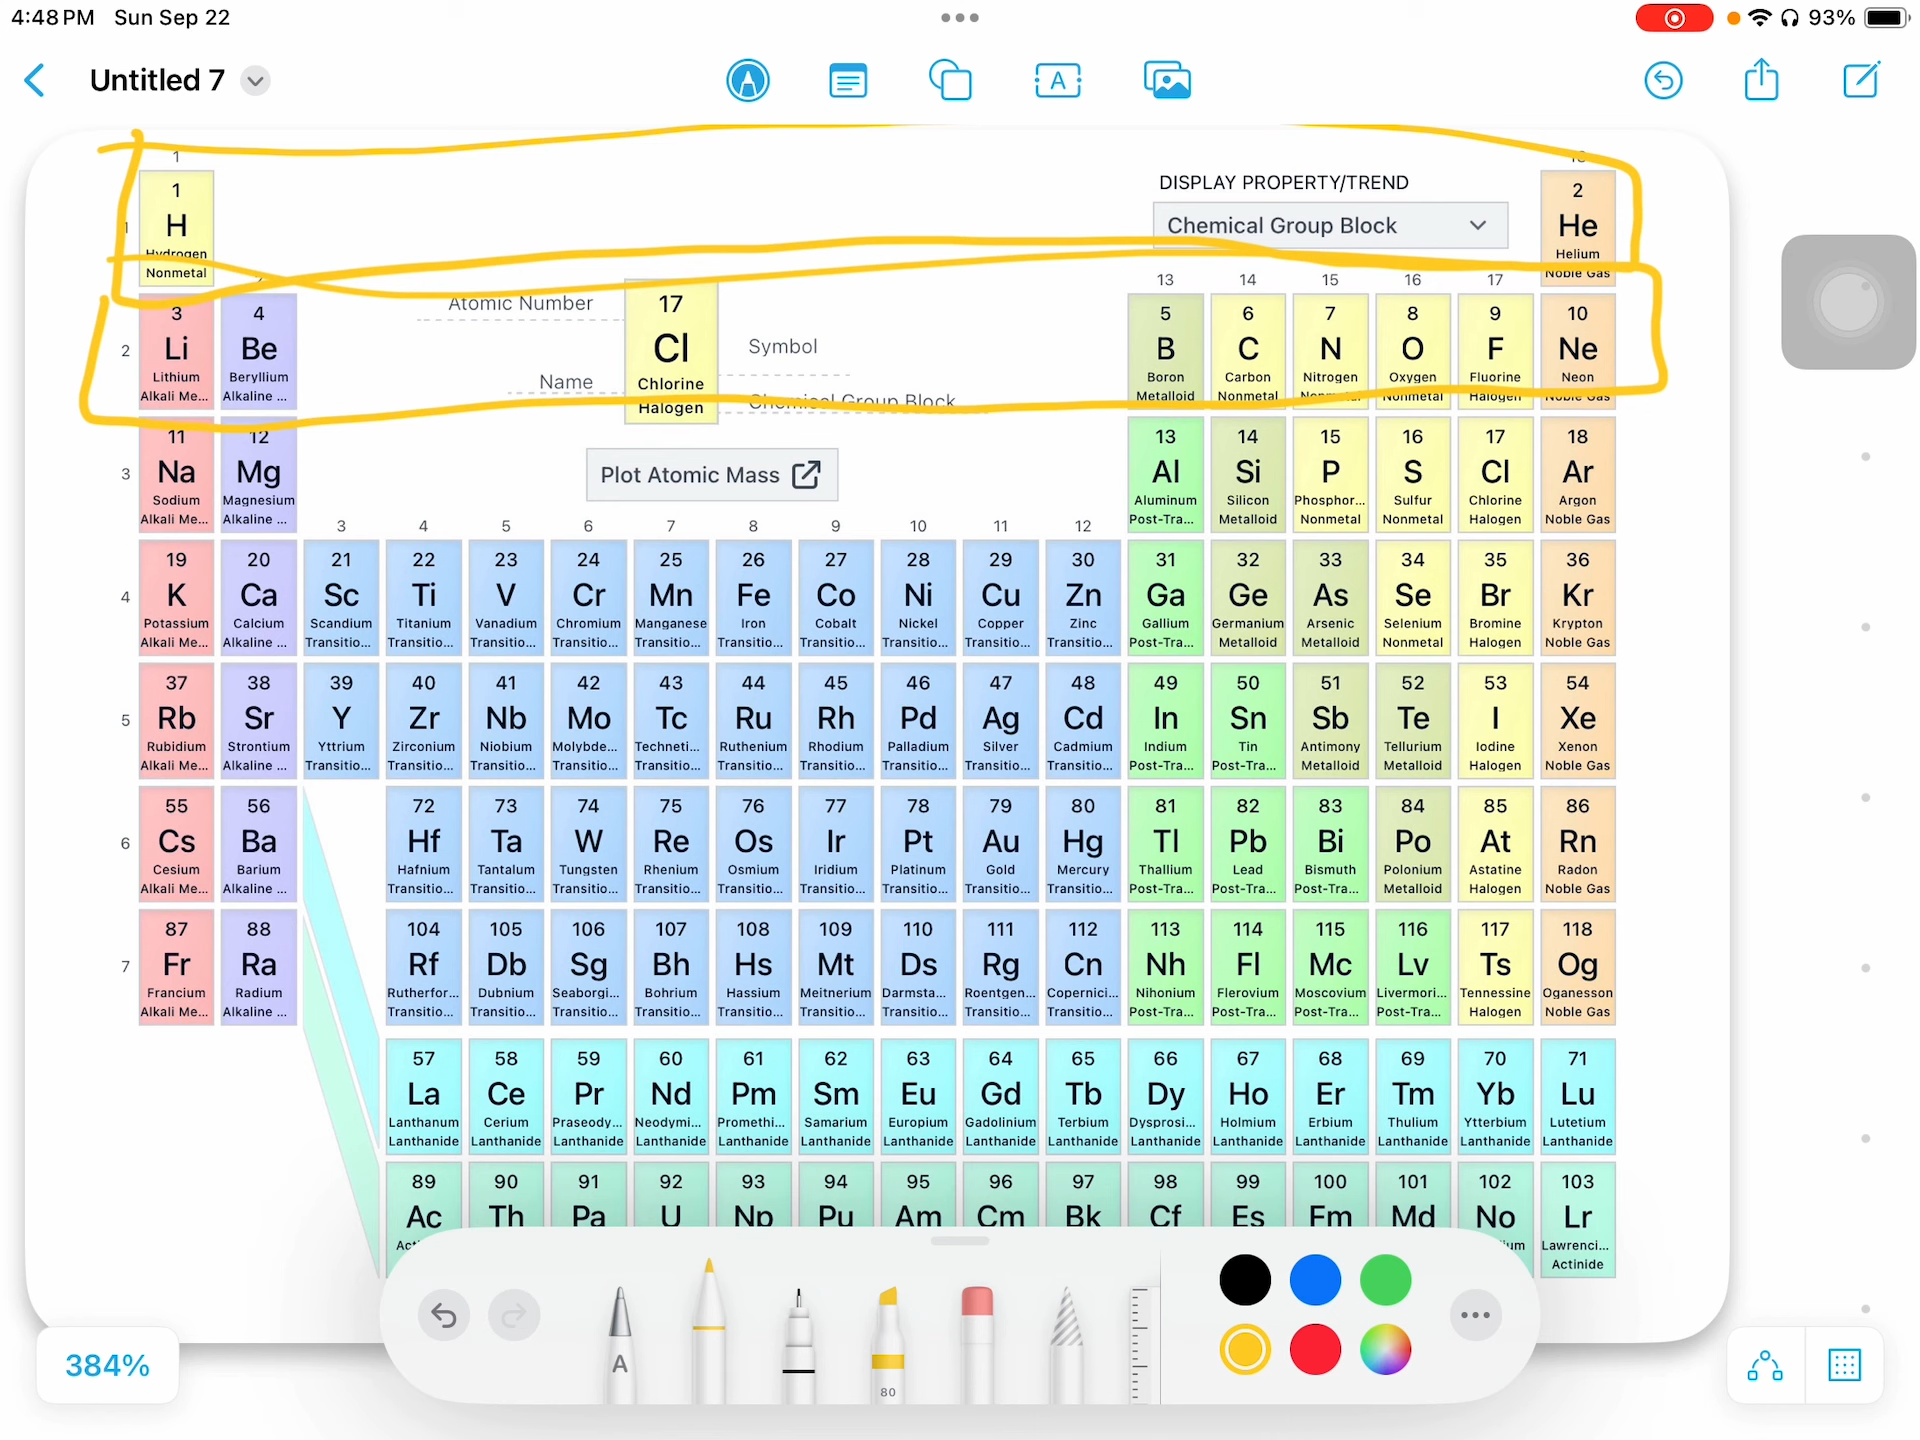 4:48 PM Sun Sep 22 93%
Untitled 7
1
DISPLAY PROPERTY/TREND
Chemical Group Block
1 2
1 H He
Hydrogen Helium
Nonmetal Noble Gas
13 14 15 16 17
Atomic Number 17
Cl Symbol
Name Chlorine
Halogen Chemical Group Block
3 4 5 6 7 8 9 10
2 Li Be B C N O F Ne
Lithium Beryllium Boron Carbon Nitrogen Oxygen Fluorine Neon
Alkali Me... Alkaline ... Metalloid Nonmetal Nonmetal Nonmetal Halogen Noble Gas
11 12 13 14 15 16 17 18
3 Na Mg Al Si P S Cl Ar
Sodium Magnesium Aluminum Silicon Phosphor... Sulfur Chlorine Argon
Alkali Me... Alkaline ... Post-Tra... Metalloid Nonmetal Nonmetal Halogen Noble Gas
Plot Atomic Mass
3 4 5 6 7 8 9 10 11 12
19 20 21 22 23 24 25 26 27 28 29 30 31 32 33 34 35 36
4 K Ca Sc Ti V Cr Mn Fe Co Ni Cu Zn Ga Ge As Se Br Kr
Potassium Calcium Scandium Titanium Vanadium Chromium Manganese Iron Cobalt Nickel Copper Zinc Gallium Germanium Arsenic Selenium Bromine Krypton
Alkali Me... Alkaline ... Transitio... Transitio... Transitio... Transitio... Transitio... Transitio... Transitio... Transitio... Transitio... Transitio... Post-Tra... Metalloid Metalloid Nonmetal Halogen Noble Gas
37 38 39 40 41 42 43 44 45 46 47 48 49 50 51 52 53 54
5 Rb Sr Y Zr Nb Mo Tc Ru Rh Pd Ag Cd In Sn Sb Te I Xe
Rubidium Strontium Yttrium Zirconium Niobium Molybde... Techneti... Ruthenium Rhodium Palladium Silver Cadmium Indium Tin Antimony Tellurium Iodine Xenon
Alkali Me... Alkaline ... Transitio... Transitio... Transitio... Transitio... Transitio... Transitio... Transitio... Transitio... Transitio... Transitio... Post-Tra... Post-Tra... Metalloid Metalloid Halogen Noble Gas
55 56 72 73 74 75 76 77 78 79 80 81 82 83 84 85 86
6 Cs Ba Hf Ta W Re Os Ir Pt Au Hg Tl Pb Bi Po At Rn
Cesium Barium Hafnium Tantalum Tungsten Rhenium Osmium Iridium Platinum Gold Mercury Thallium Lead Bismuth Polonium Astatine Radon
Alkali Me... Alkaline ... Transitio... Transitio... Transitio... Transitio... Transitio... Transitio... Transitio... Transitio... Transitio... Post-Tra... Post-Tra... Post-Tra... Metalloid Halogen Noble Gas
87 88 104 105 106 107 108 109 110 111 112 113 114 115 116 117 118
7 Fr Ra Rf Db Sg Bh Hs Mt Ds Rg Cn Nh Fl Mc Lv Ts Og
Francium Radium Rutherfor... Dubnium Seaborgi... Bohrium Hassium Meitnerium Darmsta... Roentgen... Copernici... Nihonium Flerovium Moscovium Livermori... Tennessine Oganesson
Alkali Me... Alkaline ... Transitio... Transitio... Transitio... Transitio... Transitio... Transitio... Transitio... Transitio... Transitio... Post-Tra... Post-Tra... Post-Tra... Post-Tra... Halogen Noble Gas
57 58 59 60 61 62 63 64 65 66 67 68 69 70 71
La Ce Pr Nd Pm Sm Eu Gd Tb Dy Ho Er Tm Yb Lu
Lanthanum Cerium Praseody... Neodymi... Promethi... Samarium Europium Gadolinium Terbium Dysprosi... Holmium Erbium Thulium Ytterbium Lutetium
Lanthanide Lanthanide Lanthanide Lanthanide Lanthanide Lanthanide Lanthanide Lanthanide Lanthanide Lanthanide Lanthanide Lanthanide Lanthanide Lanthanide Lanthanide
89 90 91 92 93 94 95 96 97 98 99 100 101 102 103
Ac Th Pa U Np Pu Am Cm Bk Cf Es Fm Md No Lr
Lawrenci...
Actinide
A 80
384%